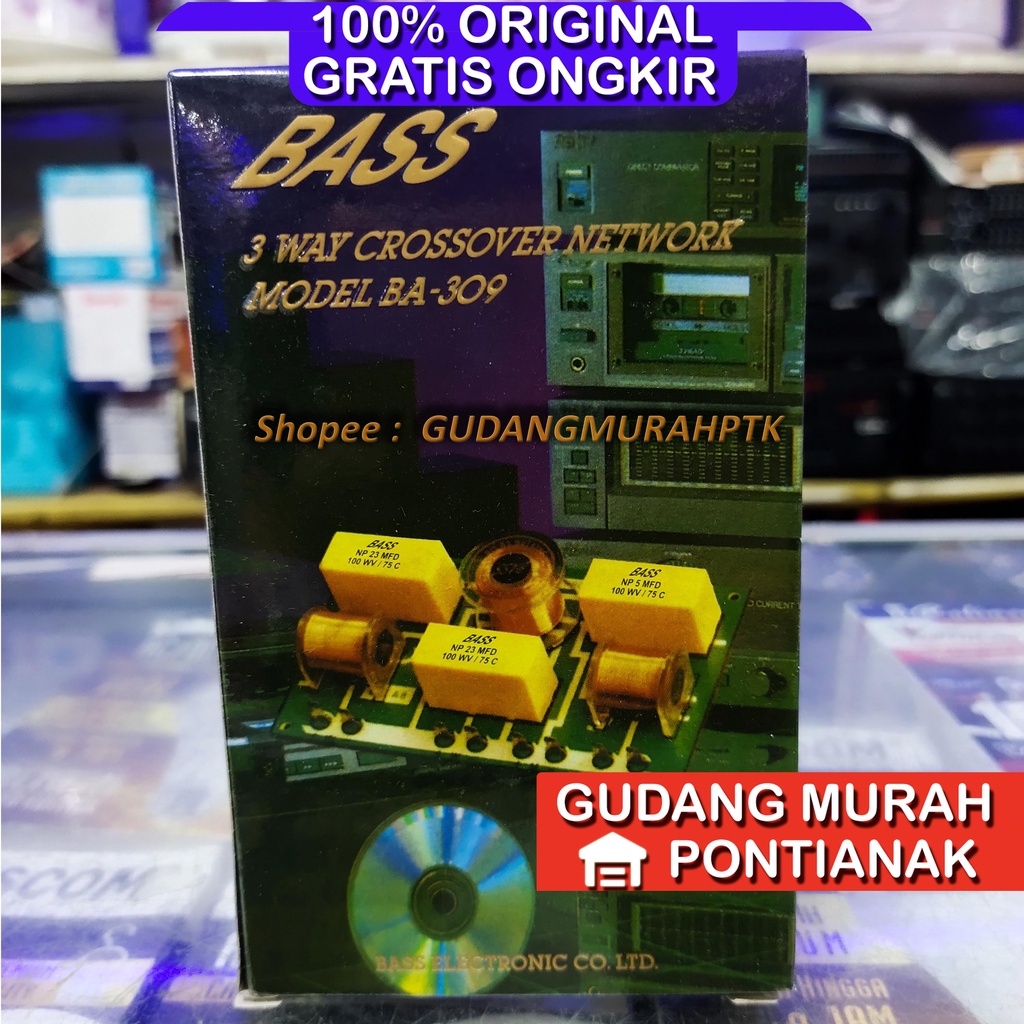 100% ORIGINAL
GRATIS ONGKIR
BASS
3 WAY CROSSOVER NETWORK
MODEL BA-309
Shopee : GUDANGMURAHPTK
BASS
NP 23 MFD
100 WV / 75 C
BASS
NP 5 MFD
100 WV / 75 C
BASS
NP 23 MFD
100 WV / 75 C
GUDANG MURAH
PONTIANAK
BASS ELECTRONIC CO. LTD.
HINGGA
JAM